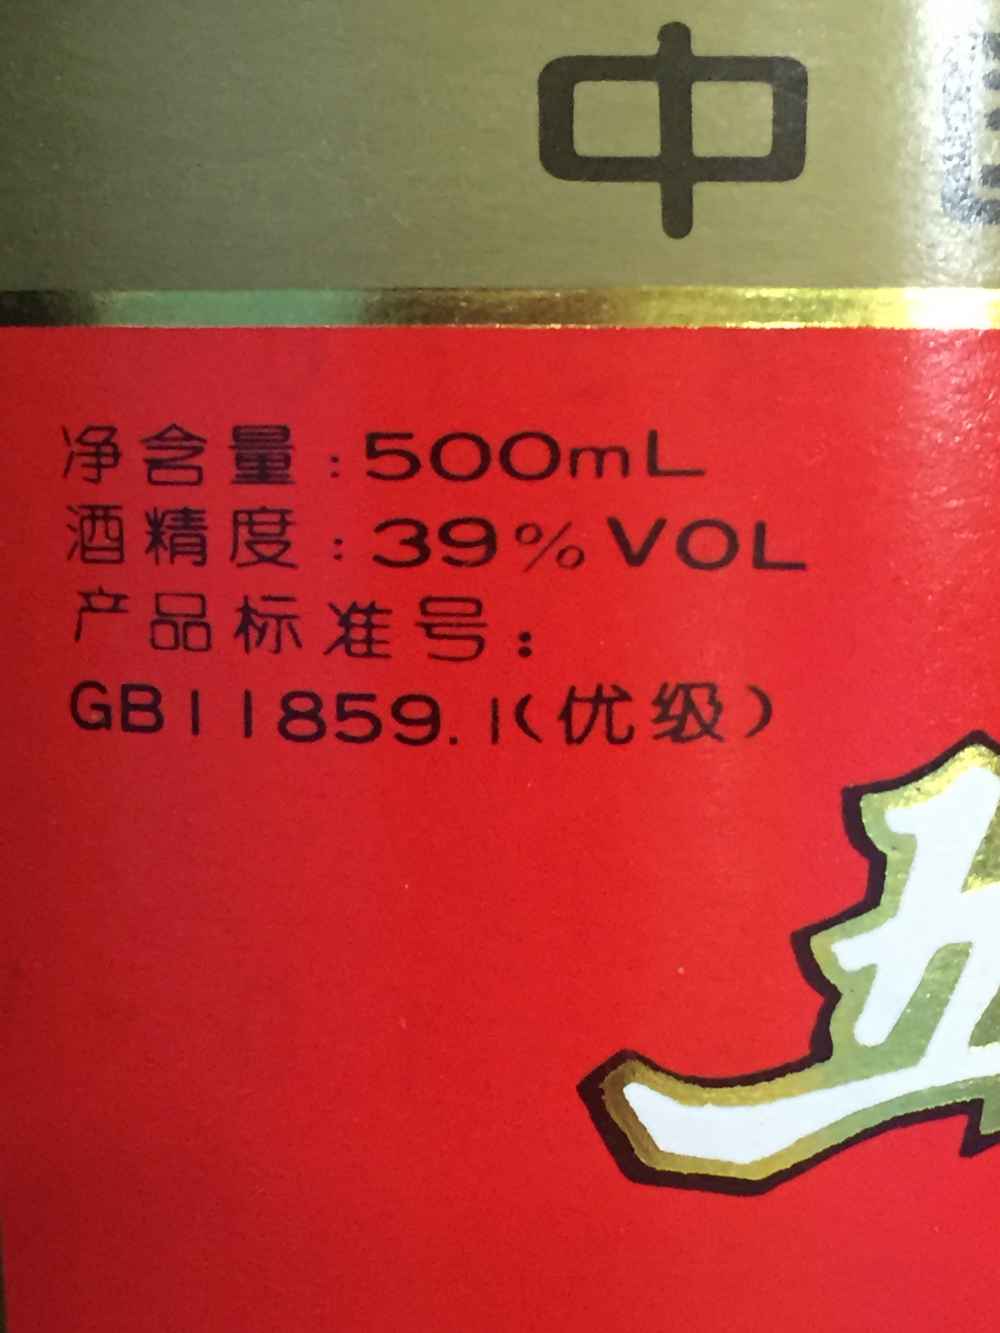 中
净含量:500mL
酒精度:39%VOL
产品标准号:
GB11859.1(优级)